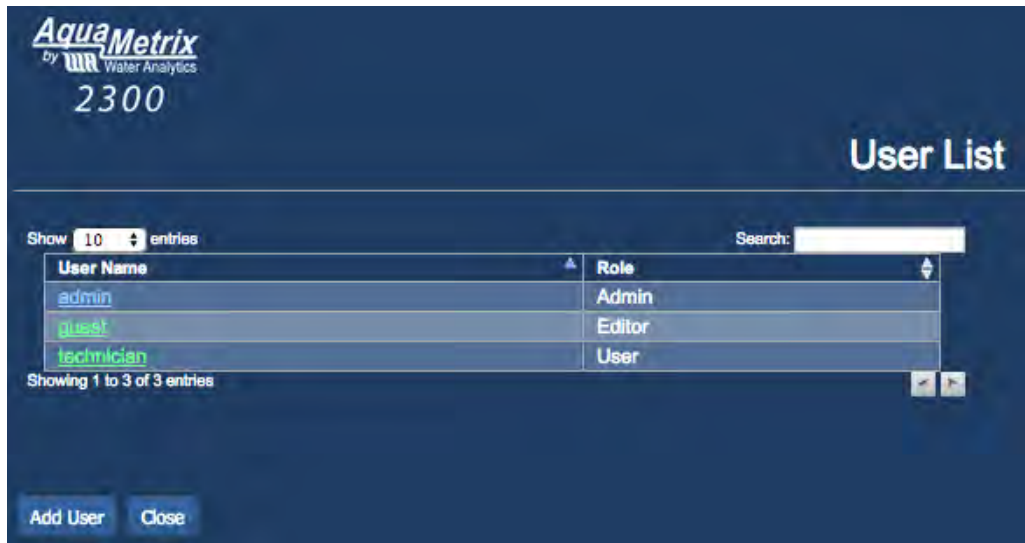 AquaMetrix
by WA Water Analytics
2300
User List
Show 10 entries
Search:
User Name Role
admin Admin
guest Editor
technician User
Showing 1 to 3 of 3 entries
Add User Close